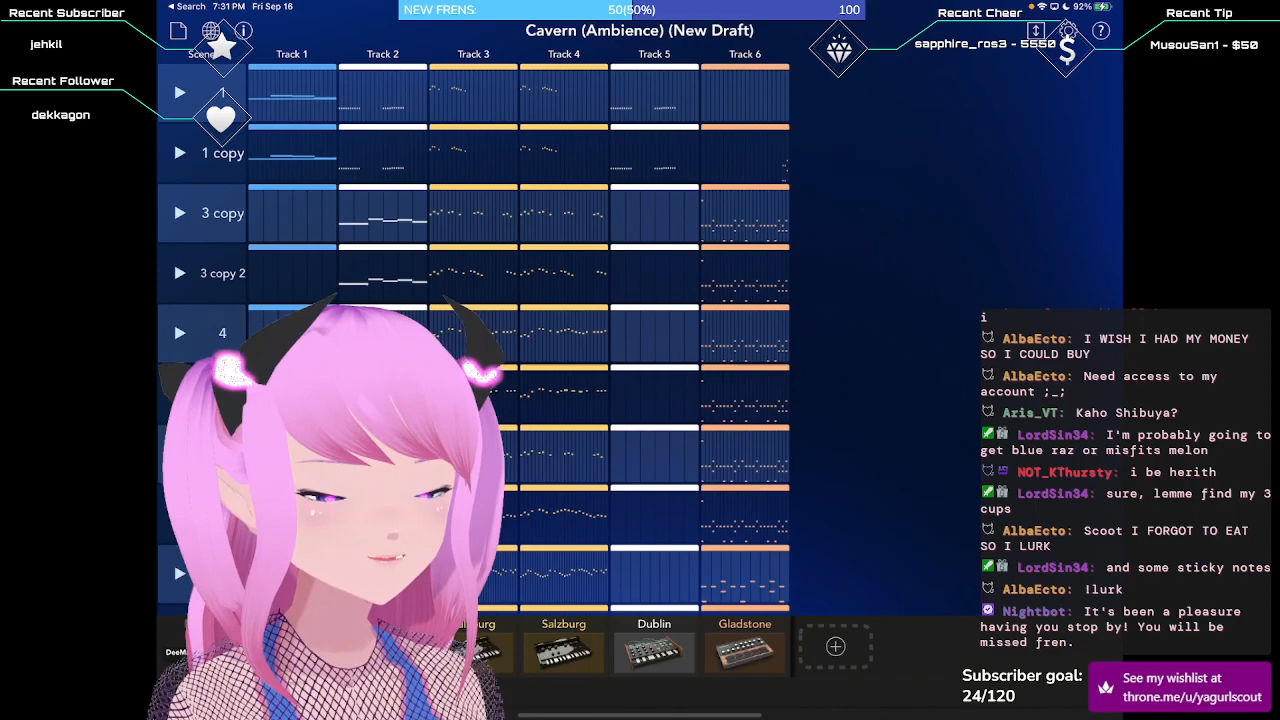 Search 7:31 PM Fri Sep 16
NEW FRENS: 50(50%) 100
92%
Recent Subscriber
jehkil
Recent Follower
dekkagon
Recent Cheer
sapphire_ros3 - 5550
Recent Tip
MusouSan1 - $50
Cavern (Ambience) (New Draft)
Track 1 Track 2 Track 3 Track 4 Track 5 Track 6
1
1 copy
3 copy
3 copy 2
4
Salzburg Dublin Gladstone
i
AlbaEcto: I WISH I HAD MY MONEY
SO I COULD BUY
AlbaEcto: Need access to my
account ;_;
Aris_VT: Kaho Shibuya?
LordSin34: I'm probably going to
get blue raz or misfits melon
NOT_KThursty: i be herith
LordSin34: sure, lemme find my 3
cups
AlbaEcto: Scoot I FORGOT TO EAT
SO I LURK
LordSin34: and some sticky notes
AlbaEcto: !lurk
Nightbot: It's been a pleasure
having you stop by! You will be
missed fren.
Subscriber goal:
24/120
See my wishlist at
throne.me/u/yagurlscout